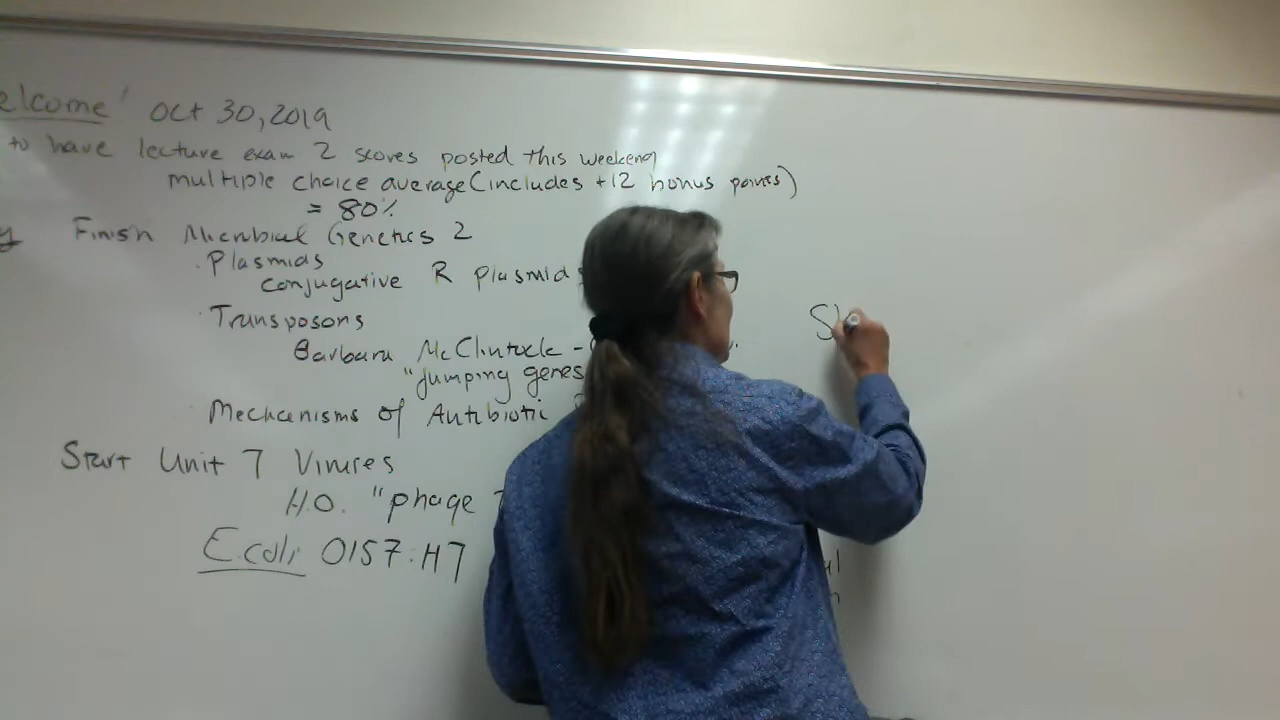 elcome! Oct 30, 2019
to have lecture exam 2 scores posted this weekend
multiple choice average (includes +12 bonus points)
= 80%
y Finish Microbial Genetics 2
· Plasmids
conjugative R plasmids
· Transposons
Barbara McClintock -
"jumping genes
· Mechanisms of Antibiotic
Start Unit 7 Viruses
H.O. "phage
E.coli O157:H7